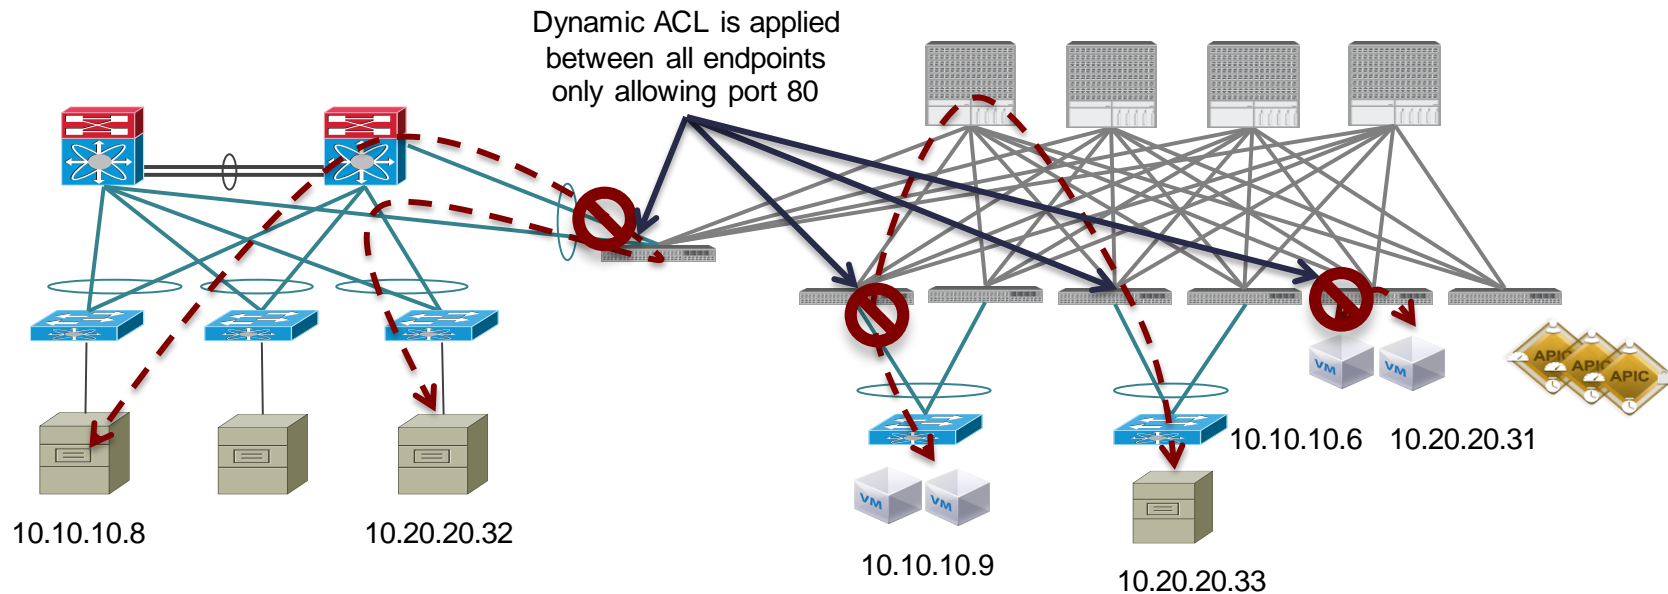 Dynamic ACL is applied
between all endpoints
only allowing port 80
VM
VM
APIC
APIC
APIC
10.10.10.6
10.20.20.31
VM
VM
10.10.10.8
10.20.20.32
10.10.10.9
10.20.20.33